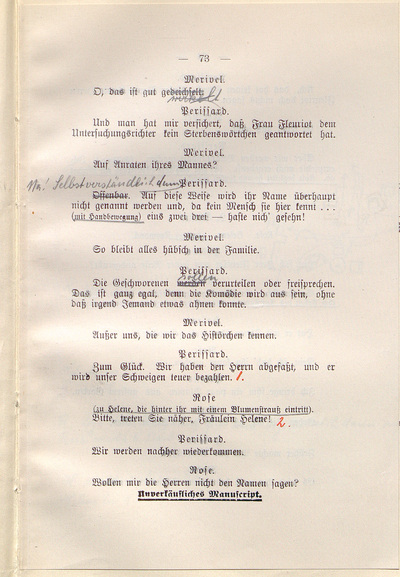 — 73 —
Merivel.
O, das ist gut gedeichselt.
Perissard.
Und man hat mir versichert, daß Frau Fleuriot dem
Untersuchungsrichter kein Sterbenswörtchen geantwortet hat.
Merivel.
Auf Anraten ihres Mannes?
Na! Selbstverständlich. denn
Perissard.
Offenbar. Auf diese Weise wird ihr Name überhaupt
nicht genannt werden und, da kein Mensch sie hier kennt ...
(mit Handbewegung) eins zwei drei — haste nich' gesehn!
Merivel.
So bleibt alles hübsch in der Familie.
Perissard.
sollen
Die Geschworenen werden verurteilen oder freisprechen.
Das ist ganz egal, denn die Komödie wird aus sein, ohne
daß irgend Jemand etwas ahnen konnte.
Merivel.
Außer uns, die wir das Histörchen kennen.
Perissard.
Zum Glück. Wir haben den Herrn abgefaßt, und er
wird unser Schweigen teuer bezahlen. 1.
Rose
(zu Helene, die hinter ihr mit einem Blumenstrauß eintritt).
Bitte, treten Sie näher, Fräulein Helene! 2.
Perissard.
Wir werden nachher wiederkommen.
Rose.
Wollen mir die Herren nicht den Namen sagen?
Unverkäufliches Manuscript.